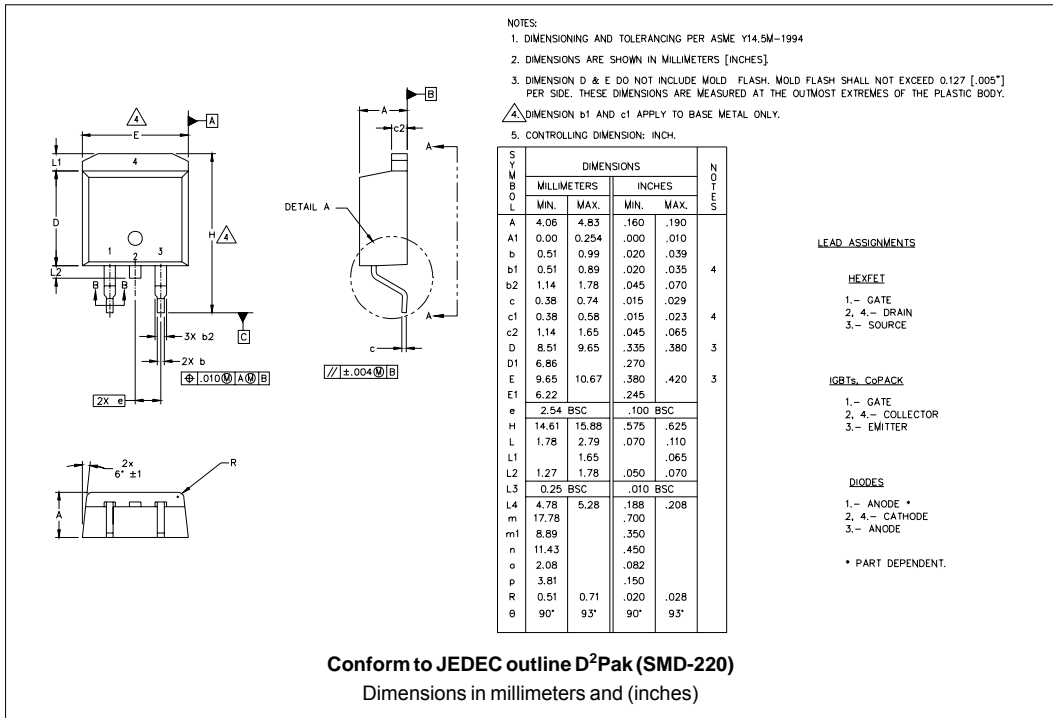 NOTES:
1. DIMENSIONING AND TOLERANCING PER ASME Y14.5M-1994
2. DIMENSIONS ARE SHOWN IN MILLIMETERS [INCHES].
3. DIMENSION D & E DO NOT INCLUDE MOLD FLASH. MOLD FLASH SHALL NOT EXCEED 0.127 [.005"]
PER SIDE. THESE DIMENSIONS ARE MEASURED AT THE OUTMOST EXTREMES OF THE PLASTIC BODY.
4. DIMENSION b1 AND c1 APPLY TO BASE METAL ONLY.
5. CONTROLLING DIMENSION: INCH.
4
E
A
L1
4
D
H
4
1
2
3
L2
B
B
C
3X b2
2X b
⌖ .010 Ⓜ A Ⓜ B
2X e
A
B
c2
A
DETAIL A
A
c
// ±.004 Ⓜ B
2x
6° ±1
R
A
SYMBOL DIMENSIONS NOTES
MILLIMETERS INCHES
MIN. MAX. MIN. MAX.
A 4.06 4.83 .160 .190
A1 0.00 0.254 .000 .010
b 0.51 0.99 .020 .039
b1 0.51 0.89 .020 .035 4
b2 1.14 1.78 .045 .070
c 0.38 0.74 .015 .029
c1 0.38 0.58 .015 .023 4
c2 1.14 1.65 .045 .065
D 8.51 9.65 .335 .380 3
D1 6.86 .270
E 9.65 10.67 .380 .420 3
E1 6.22 .245
e 2.54 BSC .100 BSC
H 14.61 15.88 .575 .625
L 1.78 2.79 .070 .110
L1 1.65 .065
L2 1.27 1.78 .050 .070
L3 0.25 BSC .010 BSC
L4 4.78 5.28 .188 .208
m 17.78 .700
m1 8.89 .350
n 11.43 .450
o 2.08 .082
p 3.81 .150
R 0.51 0.71 .020 .028
θ 90° 93° 90° 93°
LEAD ASSIGNMENTS
HEXFET
1.- GATE
2, 4.- DRAIN
3.- SOURCE
IGBTs, CoPACK
1.- GATE
2, 4.- COLLECTOR
3.- EMITTER
DIODES
1.- ANODE *
2, 4.- CATHODE
3.- ANODE
* PART DEPENDENT.
Conform to JEDEC outline D²Pak (SMD-220)
Dimensions in millimeters and (inches)